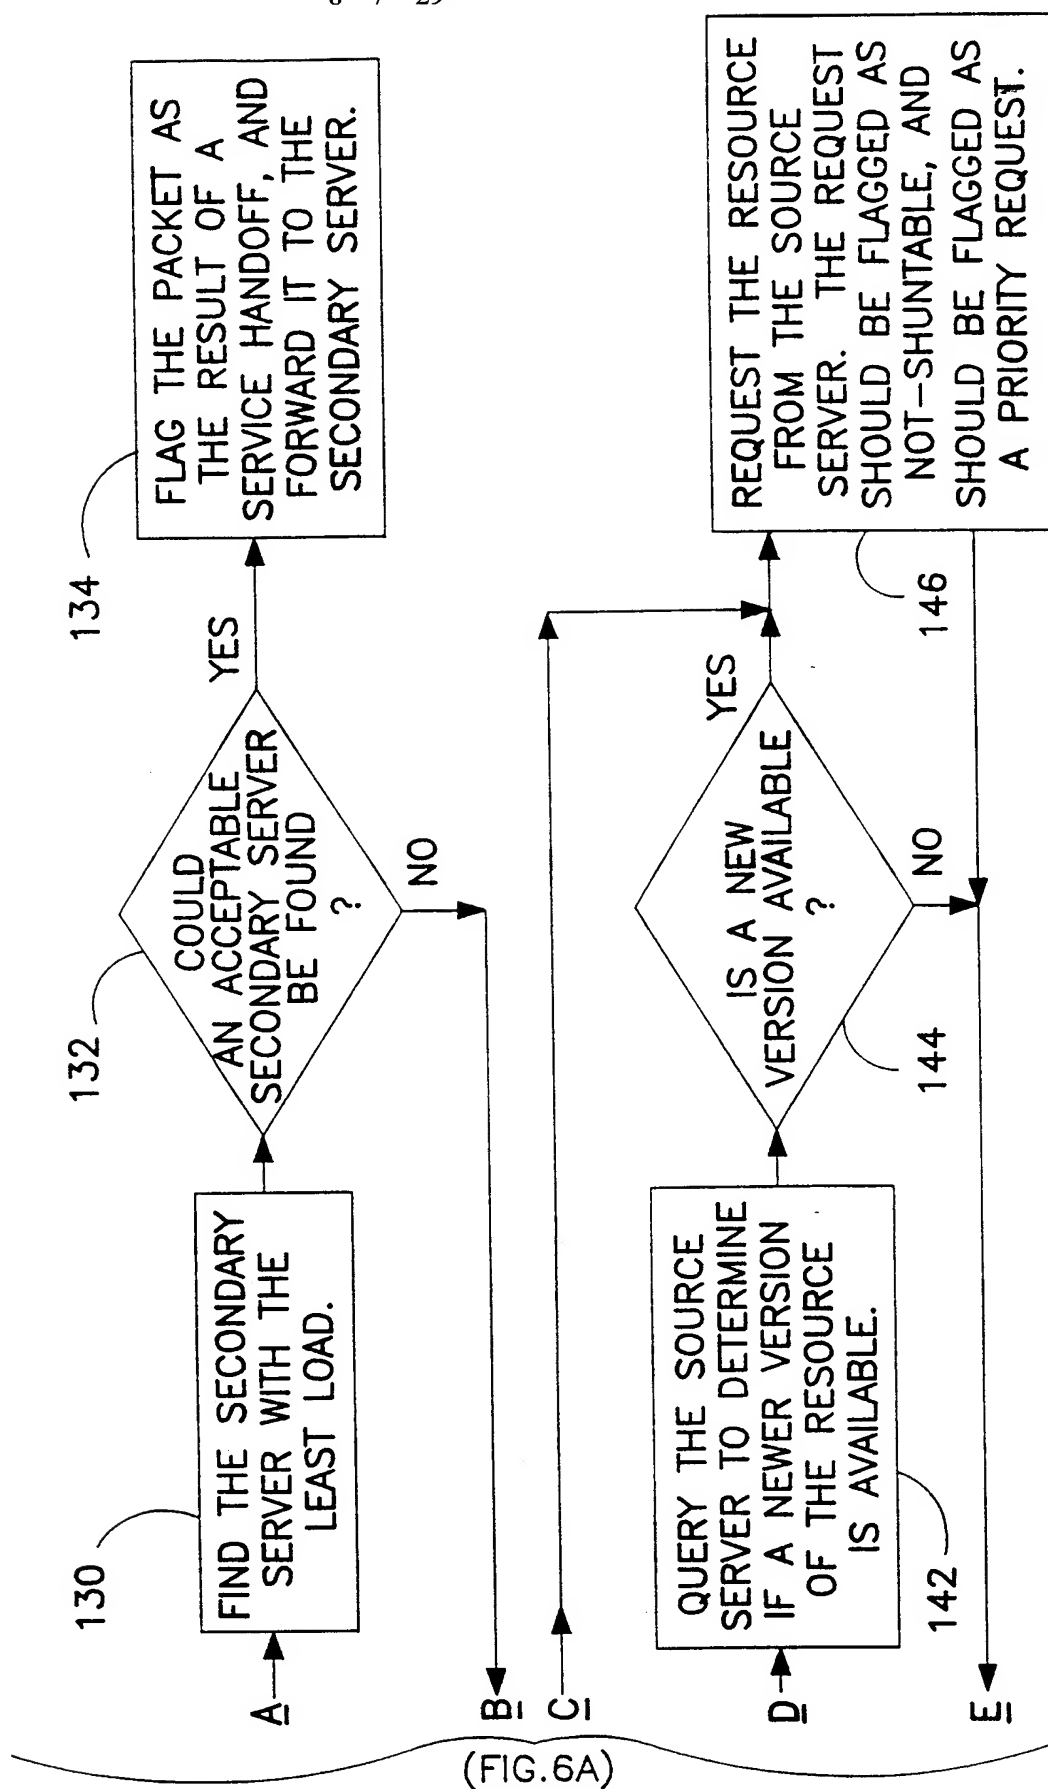 A
130
FIND THE SECONDARY
SERVER WITH THE
LEAST LOAD.
132
COULD
AN ACCEPTABLE
SECONDARY SERVER
BE FOUND
?
YES
NO
134
FLAG THE PACKET AS
THE RESULT OF A
SERVICE HANDOFF, AND
FORWARD IT TO THE
SECONDARY SERVER.
B
C
D
QUERY THE SOURCE
SERVER TO DETERMINE
IF A NEWER VERSION
OF THE RESOURCE
IS AVAILABLE.
142
IS A NEW
VERSION AVAILABLE
?
144
YES
NO
REQUEST THE RESOURCE
FROM THE SOURCE
SERVER. THE REQUEST
SHOULD BE FLAGGED AS
NOT-SHUNTABLE, AND
SHOULD BE FLAGGED AS
A PRIORITY REQUEST.
146
E
(FIG.6A)